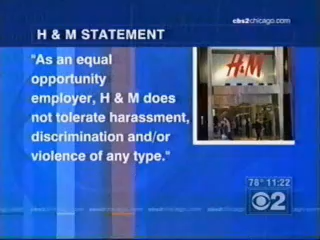 cbs2chicago.com
H & M STATEMENT
"As an equal
opportunity
employer, H & M does
not tolerate harassment,
discrimination and/or
violence of any type."
H&M
78° 11:22
2